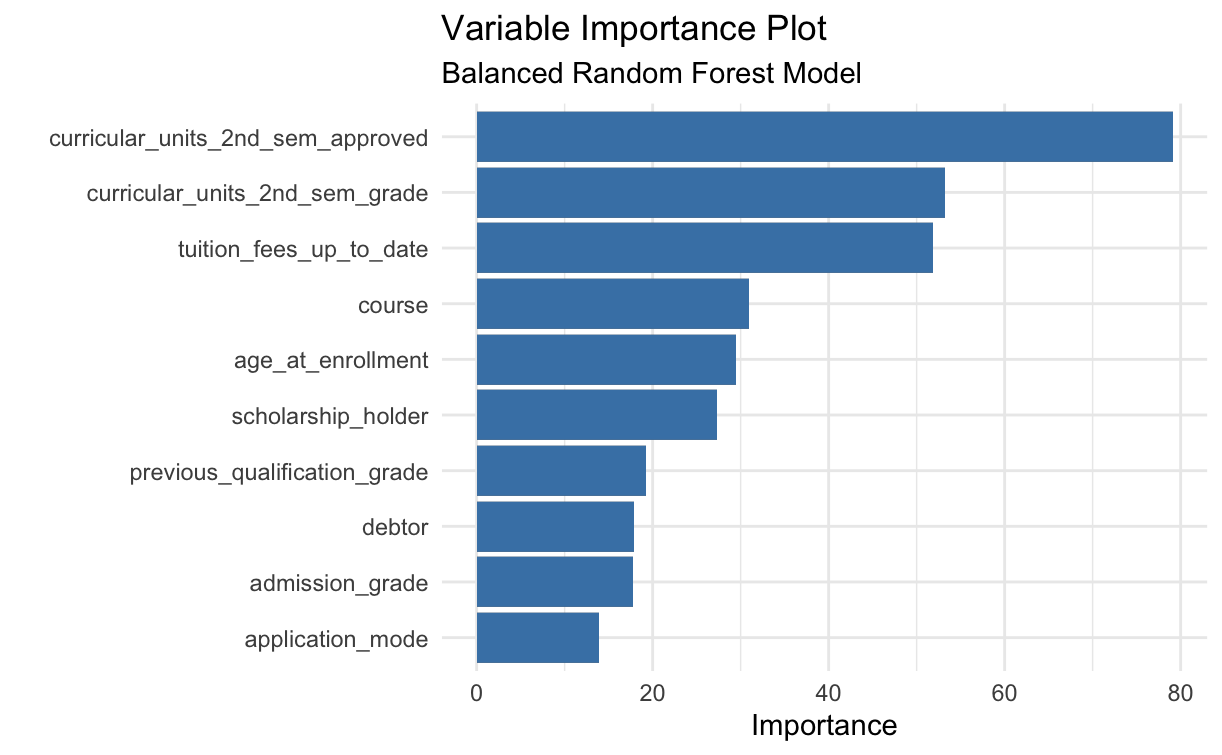 Variable Importance Plot
Balanced Random Forest Model
curricular_units_2nd_sem_approved
curricular_units_2nd_sem_grade
tuition_fees_up_to_date
course
age_at_enrollment
scholarship_holder
previous_qualification_grade
debtor
admission_grade
application_mode
0 20 40 60 80
Importance